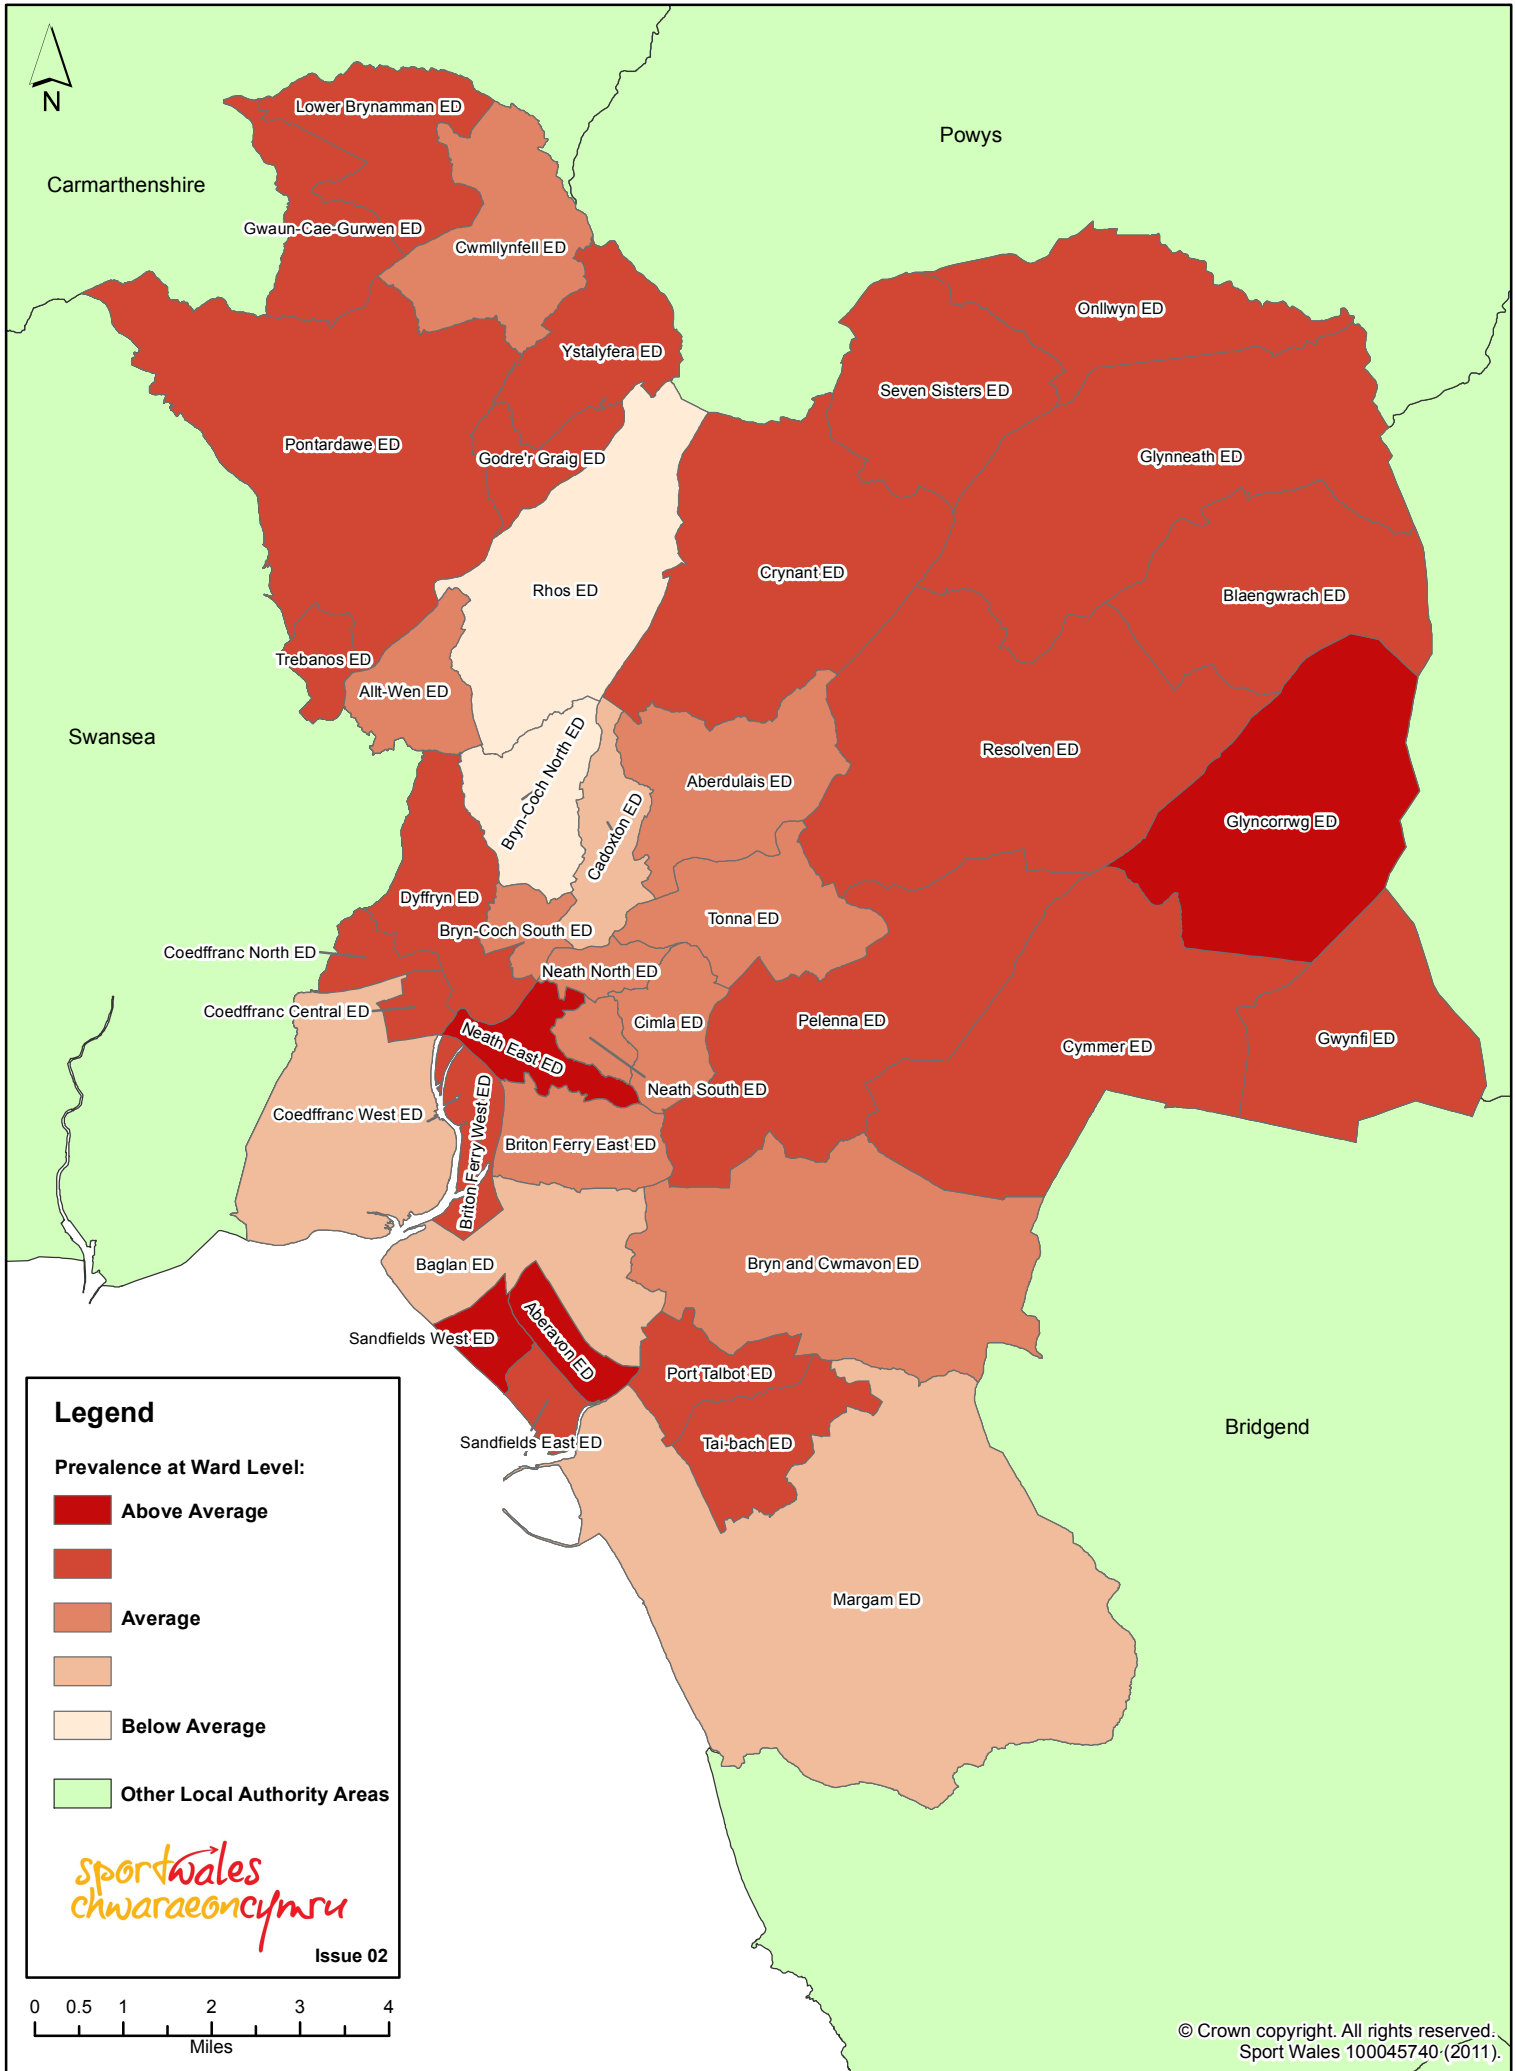 N
Lower Brynamman ED
Powys
Carmarthenshire
Gwaun-Cae-Gurwen ED
Cwmllynfell ED
Onllwyn ED
Ystalyfera ED
Seven Sisters ED
Pontardawe ED
Godre'r Graig ED
Glynneath ED
Crynant ED
Rhos ED
Blaengwrach ED
Trebanos ED
Allt-Wen ED
Swansea
Bryn-Coch North ED
Resolven ED
Aberdulais ED
Cadoxton ED
Glyncorrwg ED
Dyffryn ED
Tonna ED
Bryn-Coch South ED
Coedffranc North ED
Neath North ED
Coedffranc Central ED
Cimla ED
Pelenna ED
Neath East ED
Gwynfi ED
Cymmer ED
Neath South ED
Coedffranc West ED
Briton Ferry West ED
Briton Ferry East ED
Baglan ED
Bryn and Cwmavon ED
Sandfields West ED
Aberavon ED
Port Talbot ED
Bridgend
Sandfields East ED
Tai-bach ED
Margam ED
Legend
Prevalence at Ward Level:
Above Average
Average
Below Average
Other Local Authority Areas
sportwales
chwaraeoncymru
Issue 02
0 0.5 1 2 3 4
Miles
© Crown copyright. All rights reserved.
Sport Wales 100045740 (2011).